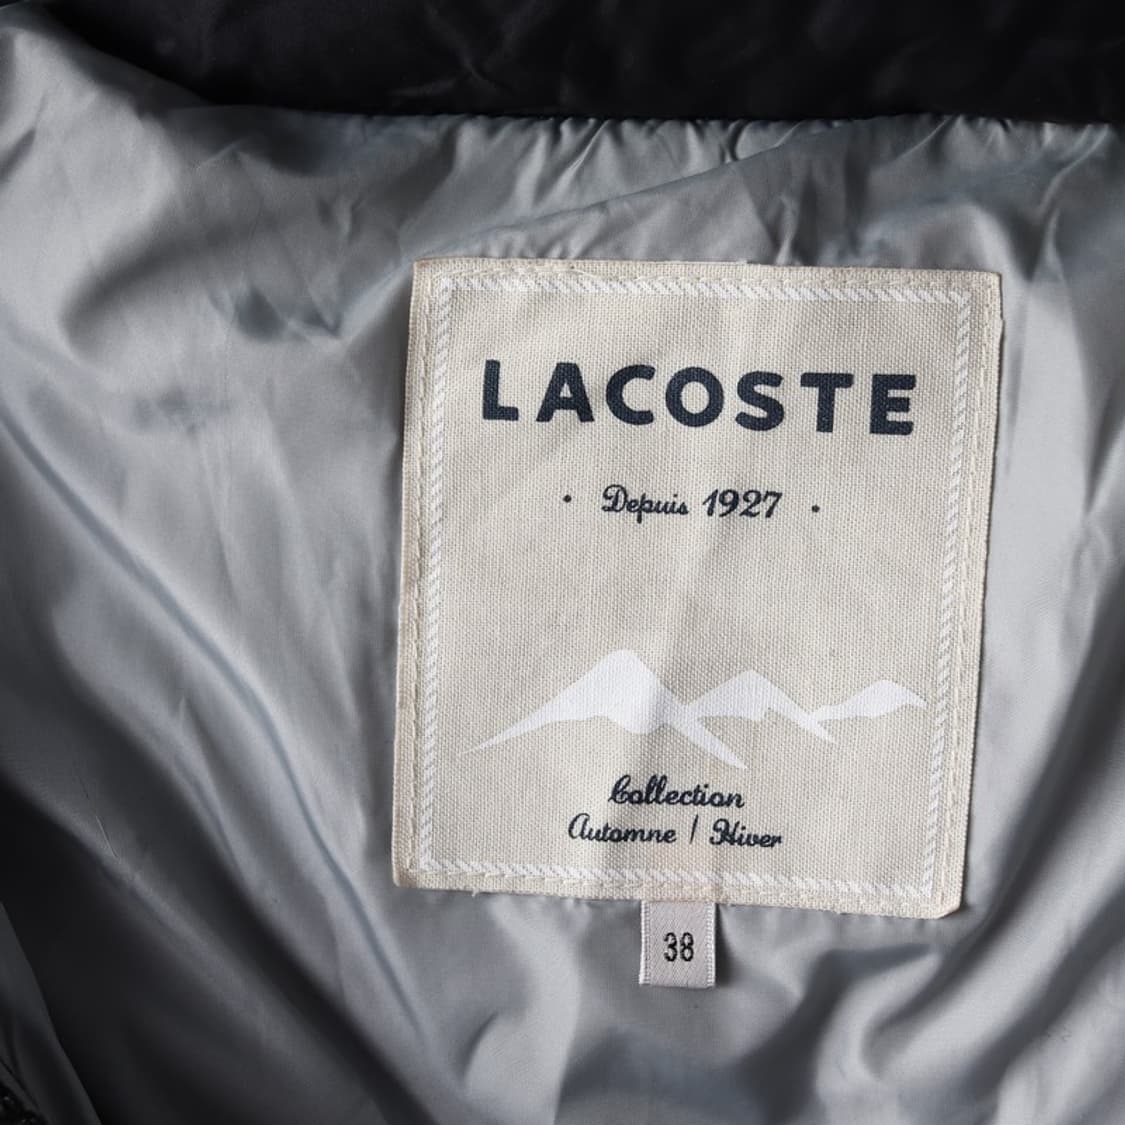 LACOSTE
· Depuis 1927 ·
Collection
Automne / Hiver
38